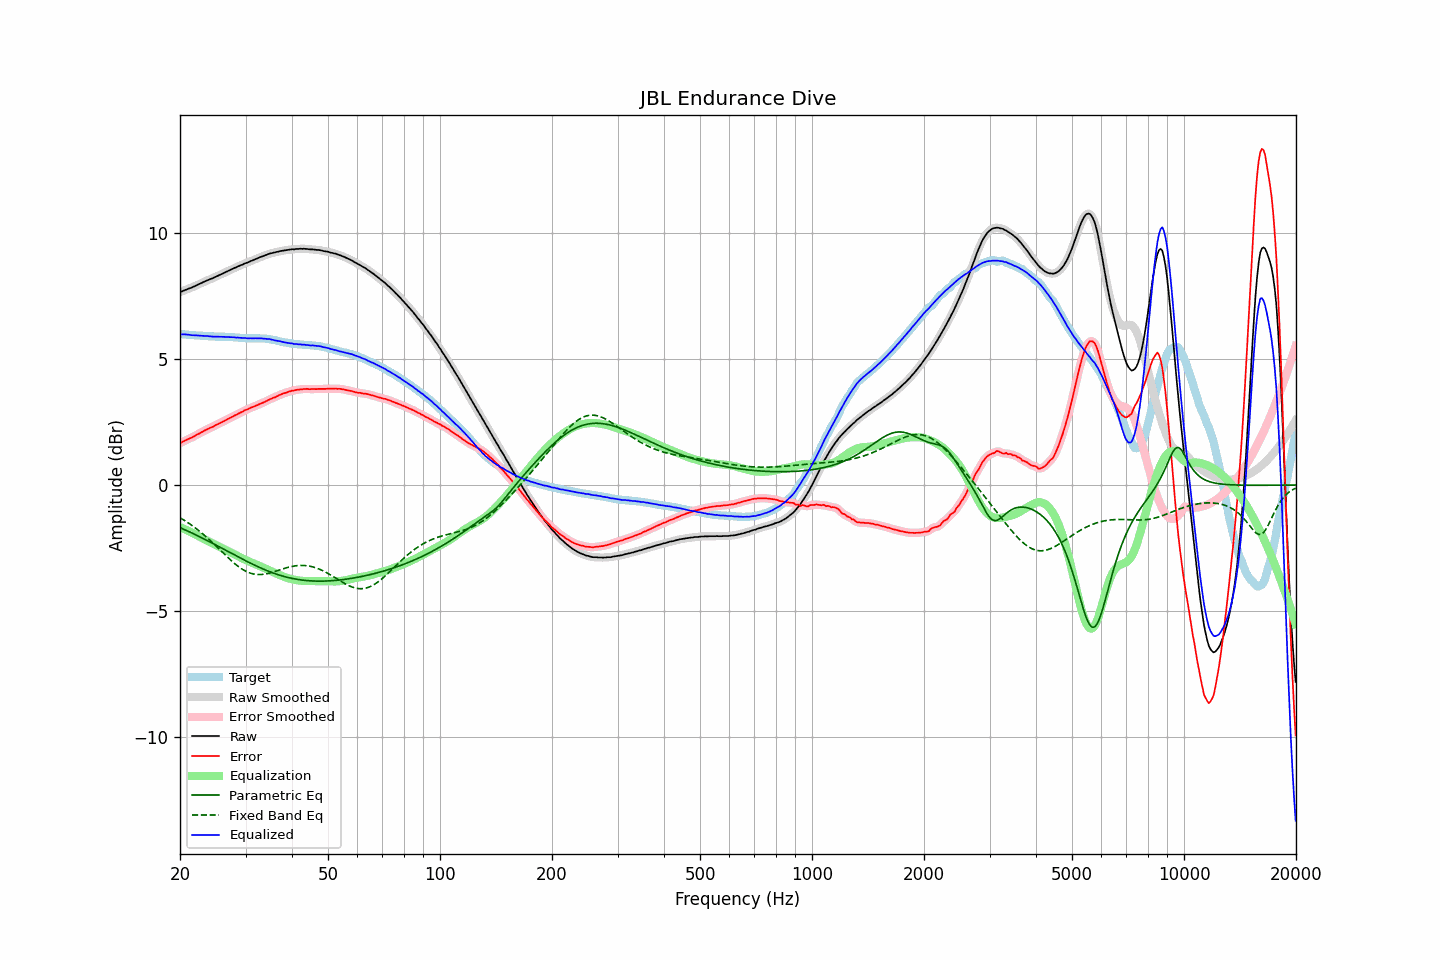 JBL Endurance Dive
Amplitude (dBr)
10
5
0
−5
−10
Target
Raw Smoothed
Error Smoothed
Raw
Error
Equalization
Parametric Eq
Fixed Band Eq
Equalized
20 50 100 200 500 1000 2000 5000 10000 20000
Frequency (Hz)